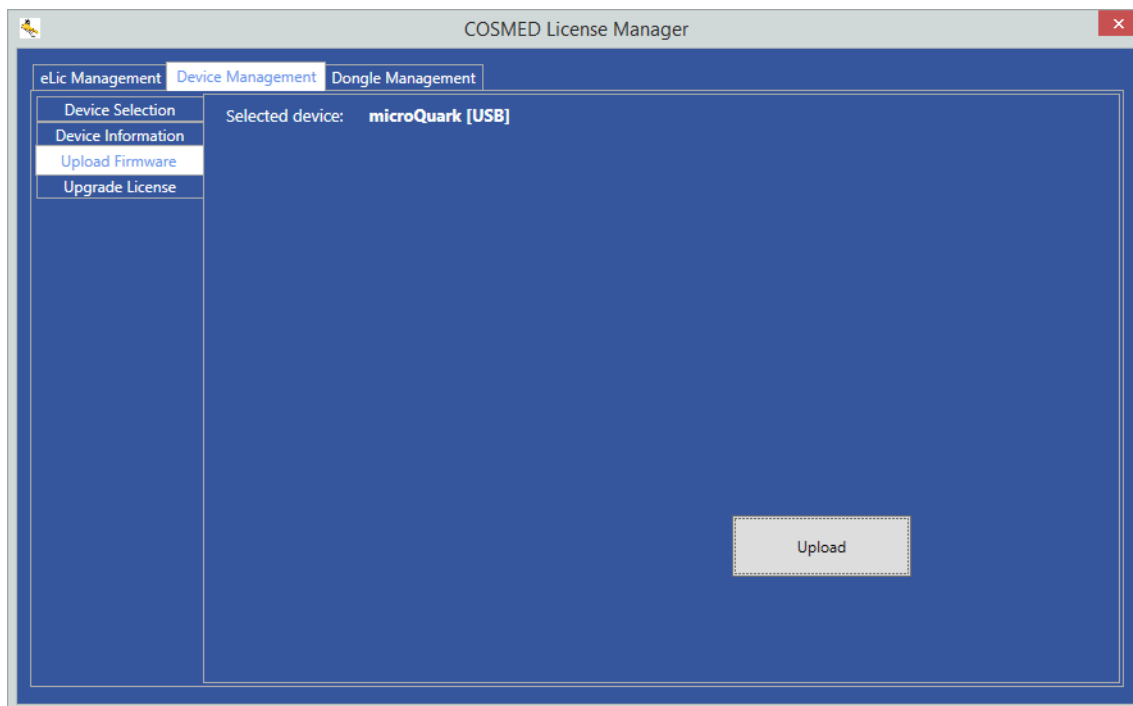 COSMED License Manager
eLic Management Device Management Dongle Management
Device Selection
Device Information
Upload Firmware
Upgrade License
Selected device: microQuark [USB]
Upload